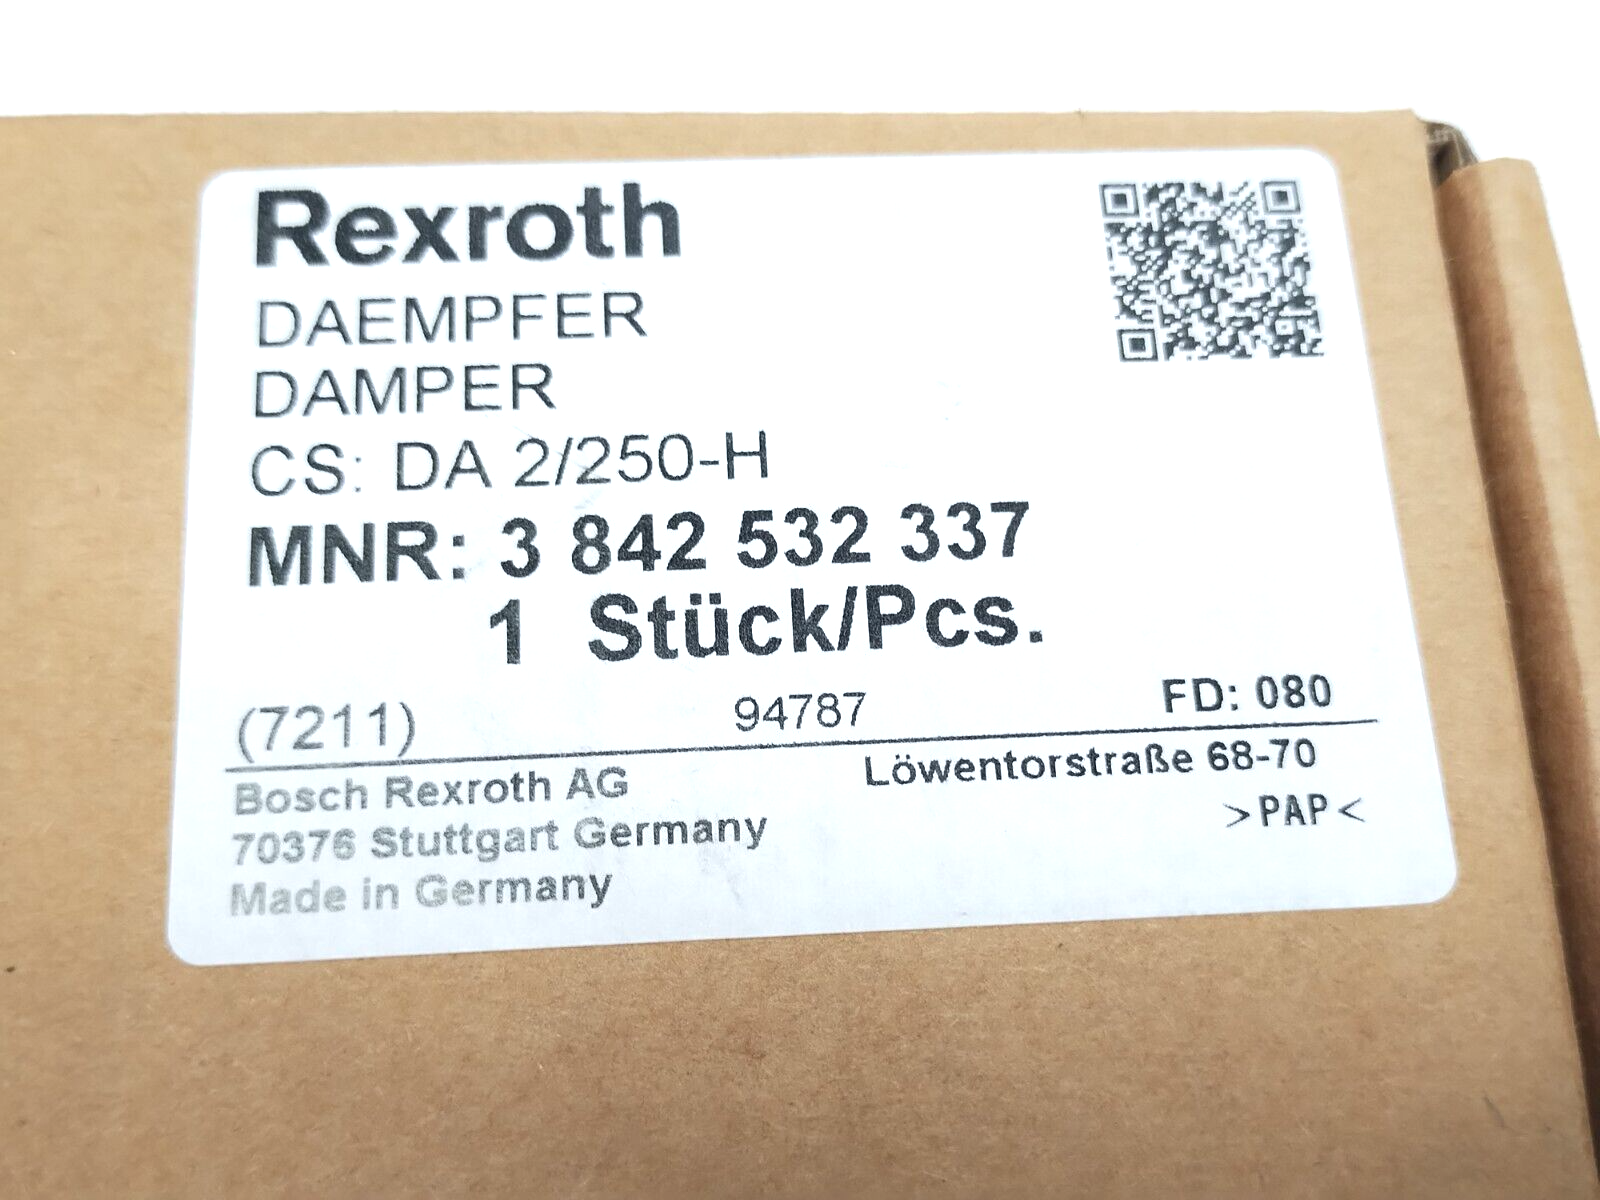 Rexroth
DAEMPFER
DAMPER
CS: DA 2/250-H
MNR: 3 842 532 337
1 Stück/Pcs.
(7211) 94787 FD: 080
Bosch Rexroth AG Löwentorstraße 68-70
70376 Stuttgart Germany >PAP<
Made in Germany